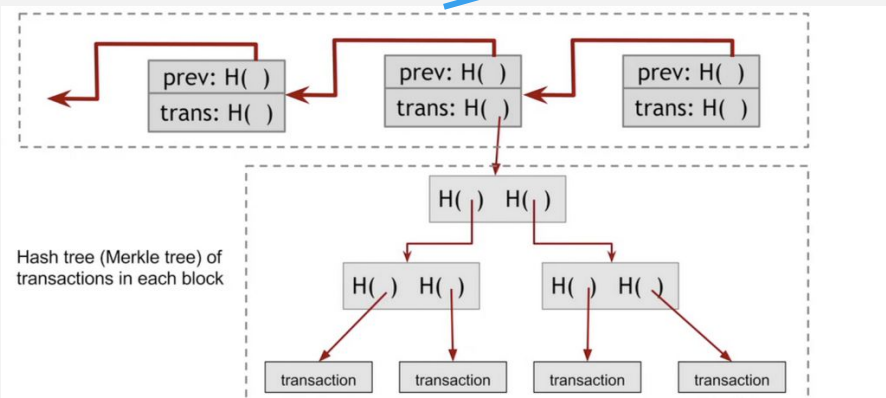 prev: H( ) prev: H( ) prev: H( )
trans: H( ) trans: H( ) trans: H( )
H( ) H( )
Hash tree (Merkle tree) of
transactions in each block
H( ) H( ) H( ) H( )
transaction transaction transaction transaction